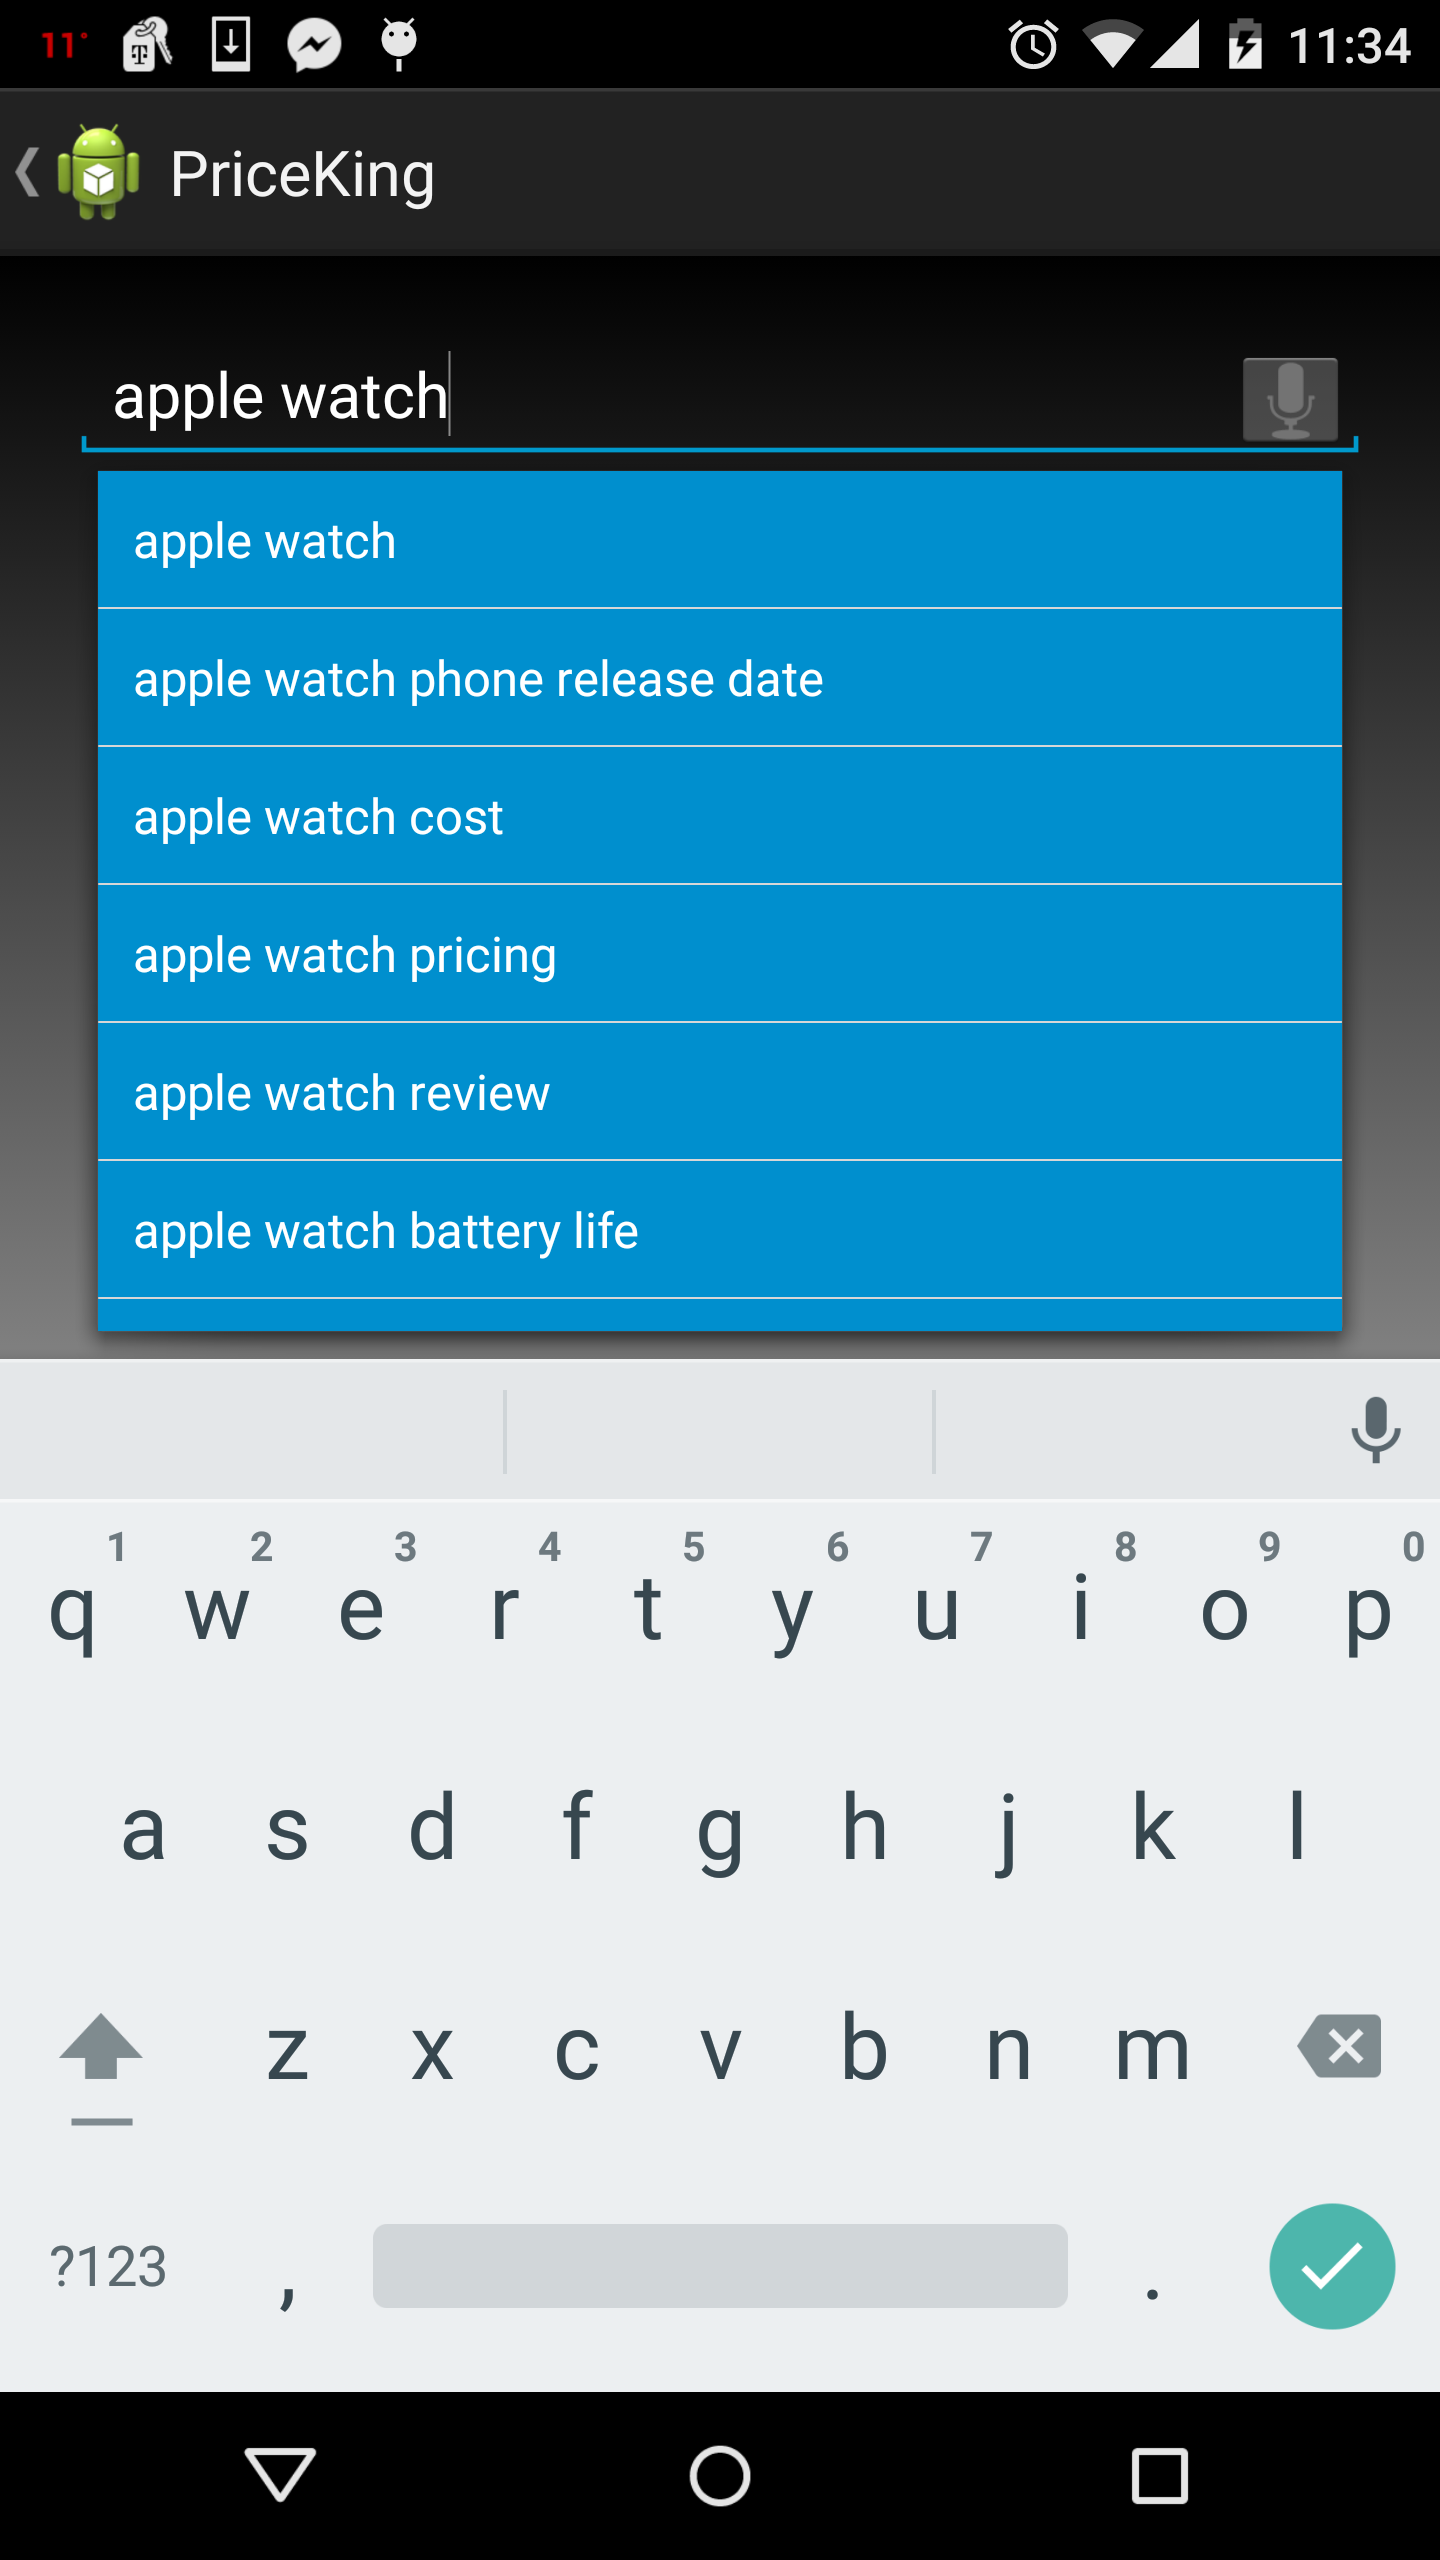 11° 11:34
PriceKing
apple watch
apple watch
apple watch phone release date
apple watch cost
apple watch pricing
apple watch review
apple watch battery life
1 2 3 4 5 6 7 8 9 0
q w e r t y u i o p
a s d f g h j k l
z x c v b n m
?123 , .